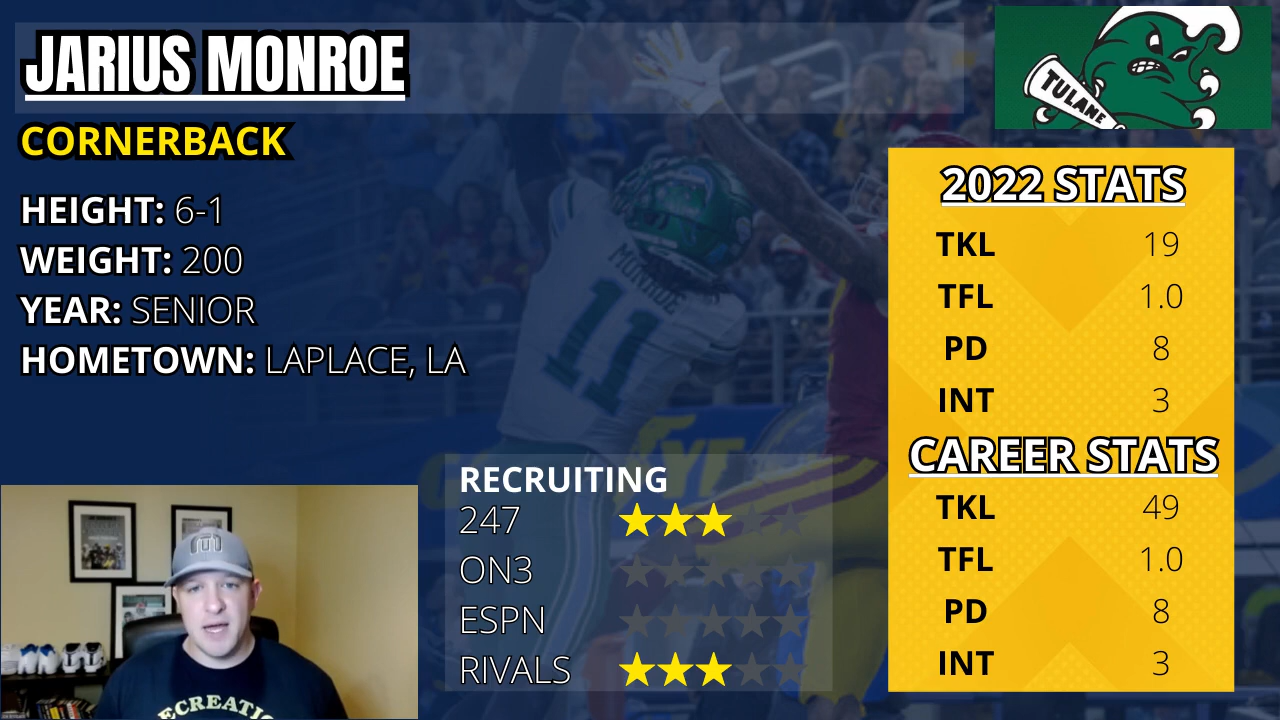 JARIUS MONROE
TULANE
CORNERBACK
HEIGHT: 6-1
WEIGHT: 200
YEAR: SENIOR
HOMETOWN: LAPLACE, LA
MONROE
11
2022 STATS
TKL 19
TFL 1.0
PD 8
INT 3
CAREER STATS
TKL 49
TFL 1.0
PD 8
INT 3
RECRUITING
247
ON3
ESPN
RIVALS